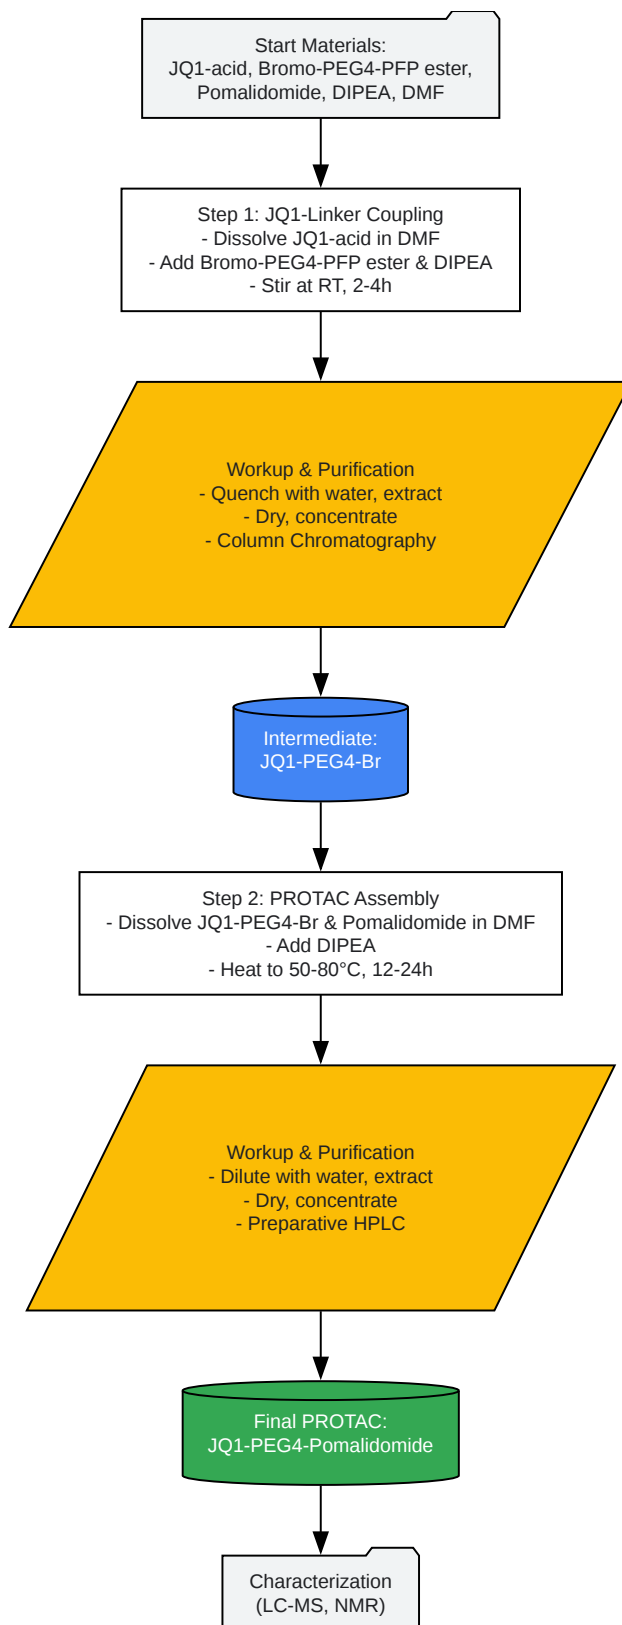 Start Materials:
JQ1-acid, Bromo-PEG4-PFP ester,
Pomalidomide, DIPEA, DMF
Step 1: JQ1-Linker Coupling
- Dissolve JQ1-acid in DMF
- Add Bromo-PEG4-PFP ester & DIPEA
- Stir at RT, 2-4h
Workup & Purification
- Quench with water, extract
- Dry, concentrate
- Column Chromatography
Intermediate:
JQ1-PEG4-Br
Step 2: PROTAC Assembly
- Dissolve JQ1-PEG4-Br & Pomalidomide in DMF
- Add DIPEA
- Heat to 50-80°C, 12-24h
Workup & Purification
- Dilute with water, extract
- Dry, concentrate
- Preparative HPLC
Final PROTAC:
JQ1-PEG4-Pomalidomide
Characterization
(LC-MS, NMR)